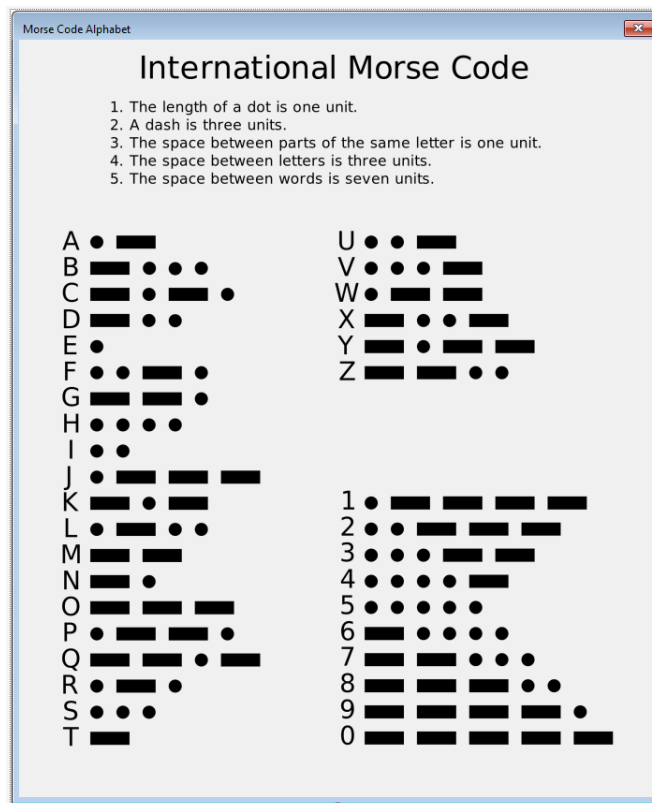 Morse Code Alphabet
International Morse Code
1. The length of a dot is one unit.
2. A dash is three units.
3. The space between parts of the same letter is one unit.
4. The space between letters is three units.
5. The space between words is seven units.
A
B
C
D
E
F
G
H
I
J
K
L
M
N
O
P
Q
R
S
T
U
V
W
X
Y
Z
1
2
3
4
5
6
7
8
9
0